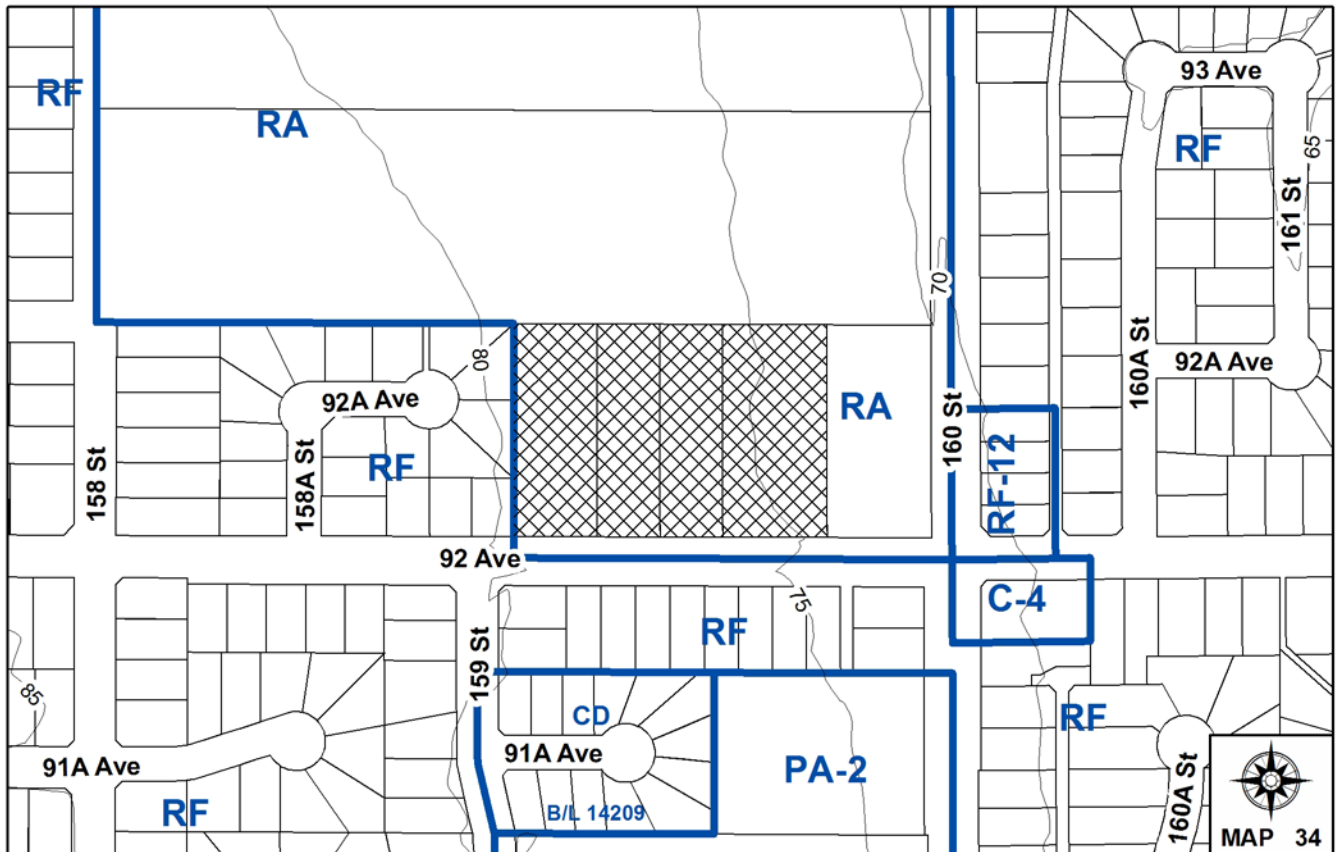 93 Ave
RF
RA
RF
65
161 St
70
160A St
80
92A Ave
92A Ave
RA
160 St
RF-12
158 St
158A St
RF
92 Ave
75
C-4
RF
159 St
85
CD
RF
91A Ave
91A Ave
PA-2
160A St
RF
B/L 14209
MAP 34